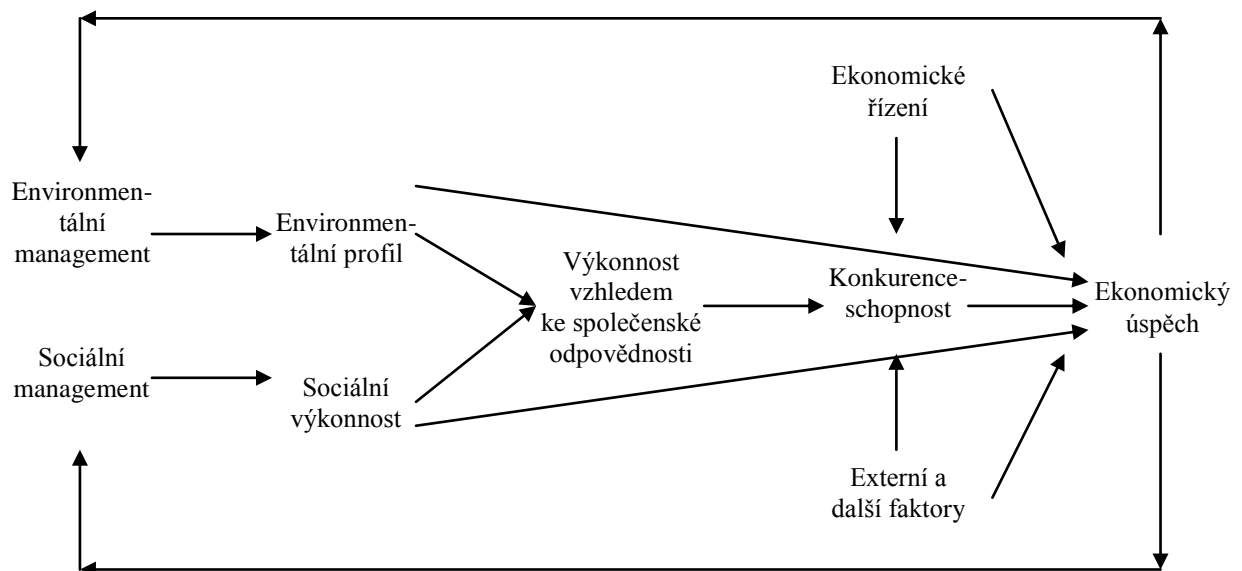 Ekonomické
řízení
Environmen-
tální
management
Environmen-
tální profil
Výkonnost
vzhledem
ke společenské
odpovědnosti
Konkurence-
schopnost
Ekonomický
úspěch
Sociální
management
Sociální
výkonnost
Externí a
další faktory